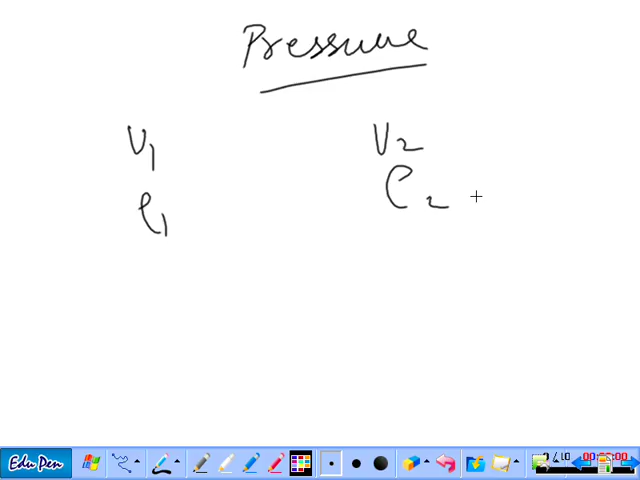 Pressure
V1 V2
ρ1 ρ2
Edu Pen